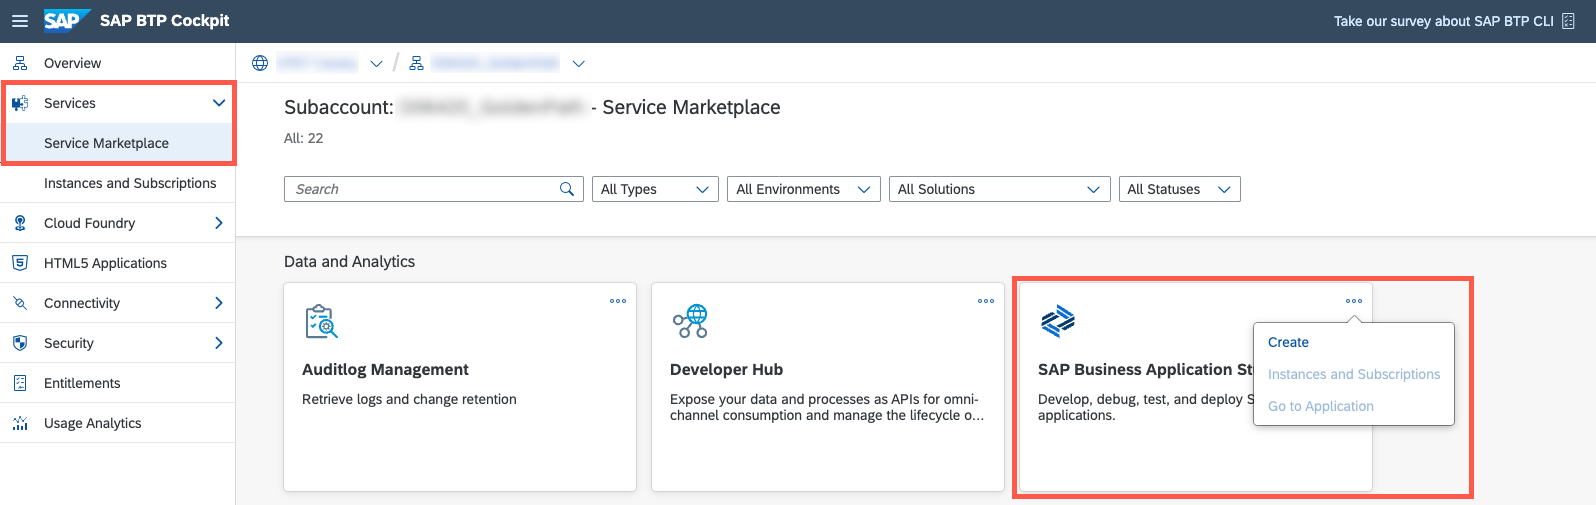 SAP SAP BTP Cockpit
Take our survey about SAP BTP CLI
Overview
Services
Service Marketplace
Instances and Subscriptions
Cloud Foundry
HTML5 Applications
Connectivity
Security
Entitlements
Usage Analytics
/
Subaccount: - Service Marketplace
All: 22
Search
All Types
All Environments
All Solutions
All Statuses
Data and Analytics
Auditlog Management
Retrieve logs and change retention
Developer Hub
Expose your data and processes as APIs for omni-
channel consumption and manage the lifecycle o...
SAP Business Application St
Develop, debug, test, and deploy S
applications.
Create
Instances and Subscriptions
Go to Application